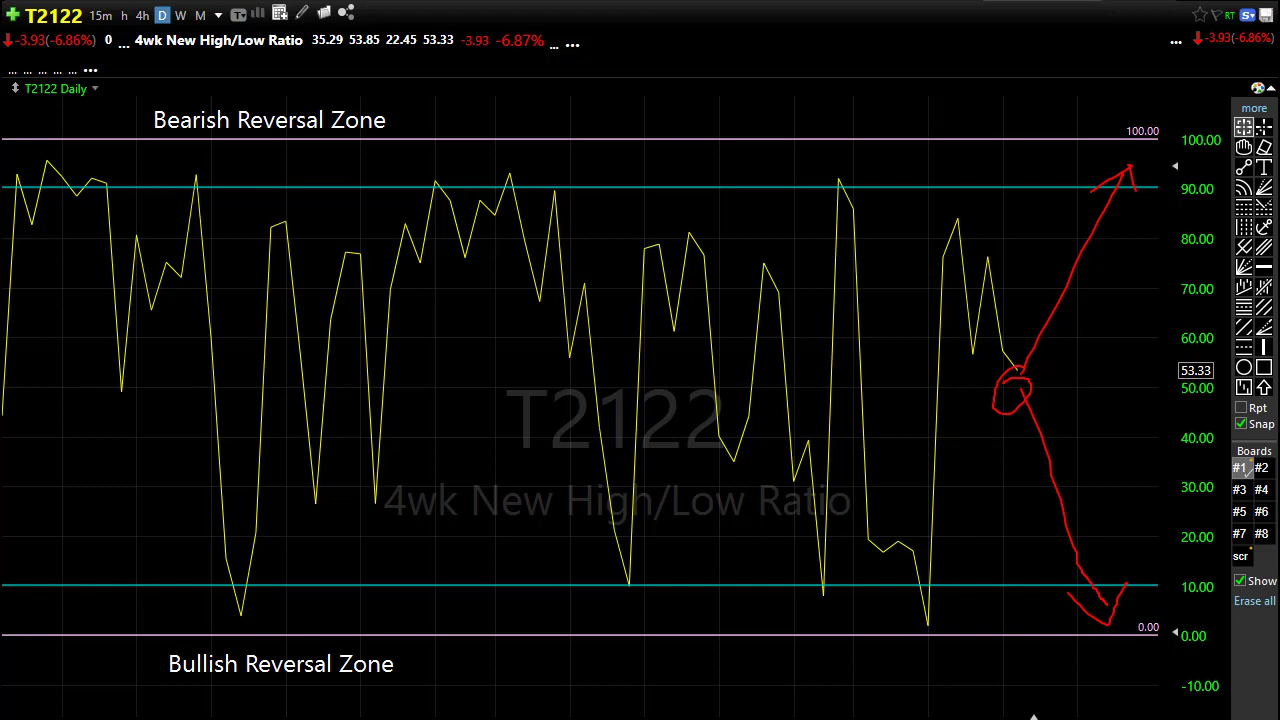 T2122 15m h 4h D W M
RT S
-3.93(-6.86%) 0 ... 4wk New High/Low Ratio 35.29 53.85 22.45 53.33 -3.93 -6.87% ... ...
... -3.93(-6.86%)
... ... ... ... ... ...
T2122 Daily
more
Bearish Reversal Zone
100.00
100.00
90.00
80.00
70.00
60.00
53.33
50.00
40.00
30.00
20.00
10.00
0.00
0.00
-10.00
T2122
4wk New High/Low Ratio
Bullish Reversal Zone
Rpt
Snap
Boards
#1 #2
#3 #4
#5 #6
#7 #8
scr
Show
Erase all